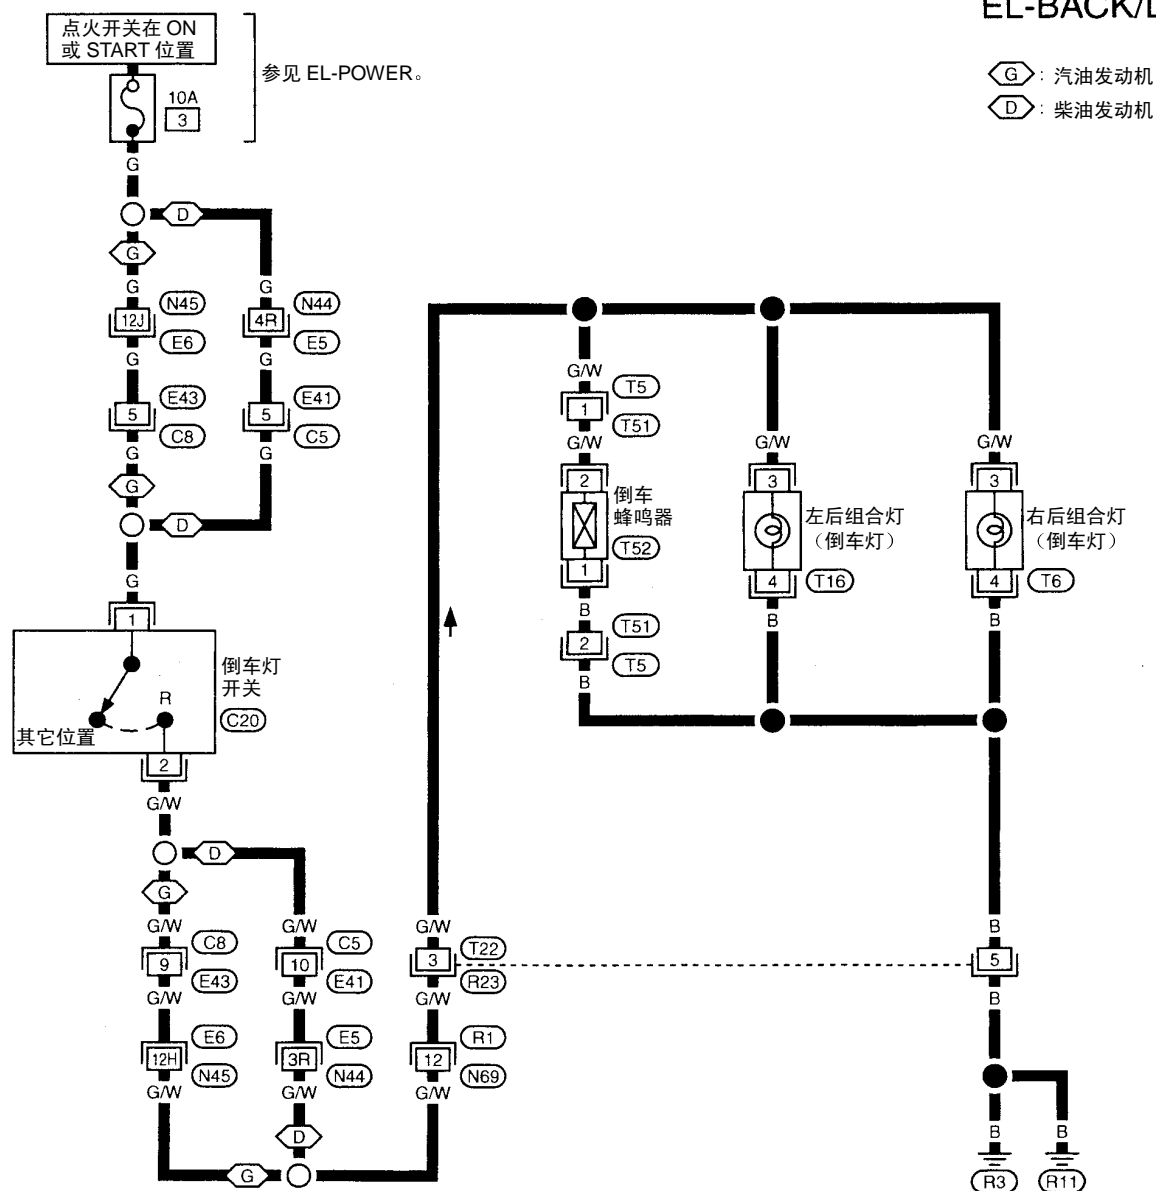 EL-BACK/L
点火开关在 ON
或 START 位置
参见 EL-POWER。
G : 汽油发动机
D : 柴油发动机
10A
3
G
D
G
G
G
12J
N45
E6
4R
N44
E5
G
G
5
E43
C8
5
E41
C5
G
G
G
D
G
1
倒车灯
开关
C20
R
其它位置
2
G/W
D
G
G/W
G/W
9
C8
E43
10
C5
E41
G/W
G/W
12H
E6
N45
3R
E5
N44
G/W
G/W
D
G
G/W
3
T22
R23
G/W
12
R1
N69
G/W
G/W
1
T5
T51
G/W
2
倒车
蜂鸣器
T52
1
B
2
T51
T5
B
G/W
3
左后组合灯
（倒车灯）
4
T16
B
G/W
3
右后组合灯
（倒车灯）
4
T6
B
B
5
B
B
B
R3
R11